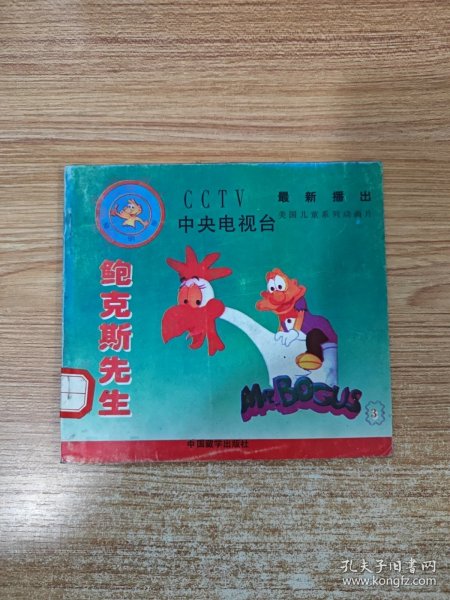 CCTV
中央电视台
最新播出
美国儿童系列动画片
鲍克斯先生
MR BOGUS
3
中国藏学出版社
孔夫子旧书网
www.kongfz.com